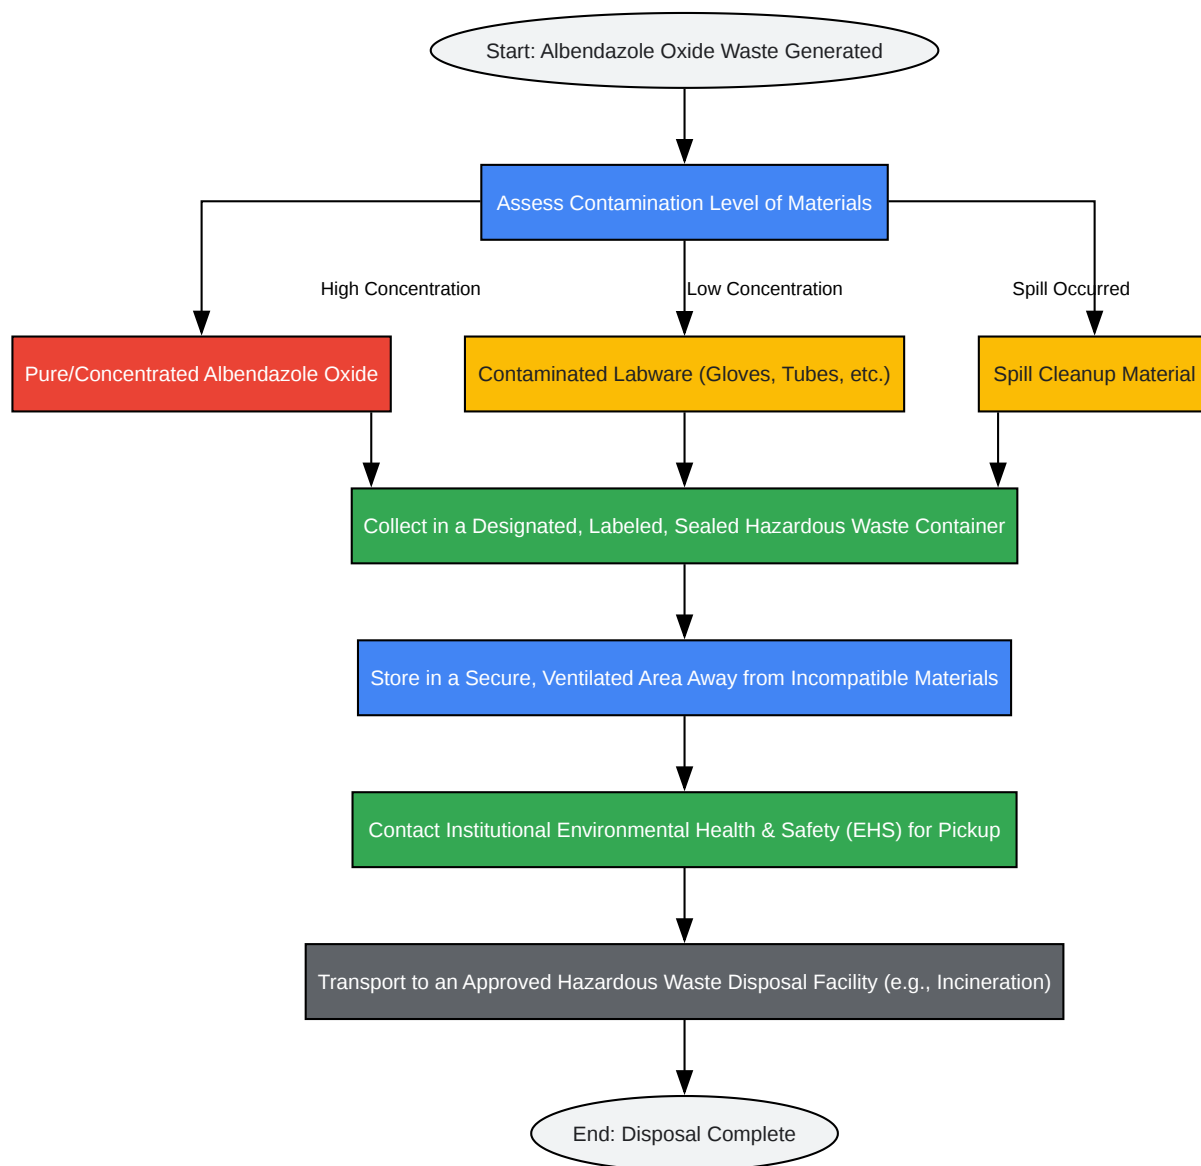 Start: Albendazole Oxide Waste Generated
Assess Contamination Level of Materials
High Concentration
Low Concentration
Spill Occurred
Pure/Concentrated Albendazole Oxide
Contaminated Labware (Gloves, Tubes, etc.)
Spill Cleanup Material
Collect in a Designated, Labeled, Sealed Hazardous Waste Container
Store in a Secure, Ventilated Area Away from Incompatible Materials
Contact Institutional Environmental Health & Safety (EHS) for Pickup
Transport to an Approved Hazardous Waste Disposal Facility (e.g., Incineration)
End: Disposal Complete